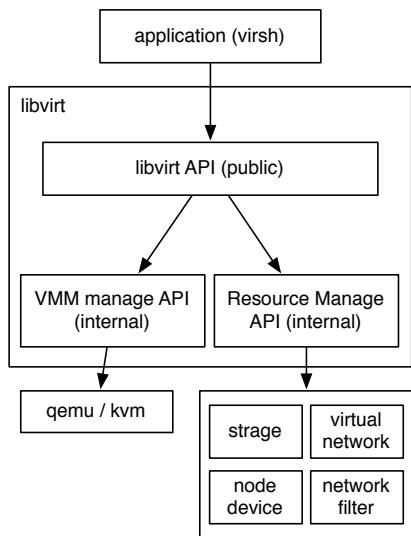 application (virsh)
libvirt
libvirt API (public)
VMM manage API
(internal)
Resource Manage
API (internal)
qemu / kvm
strage
virtual
network
node
device
network
filter